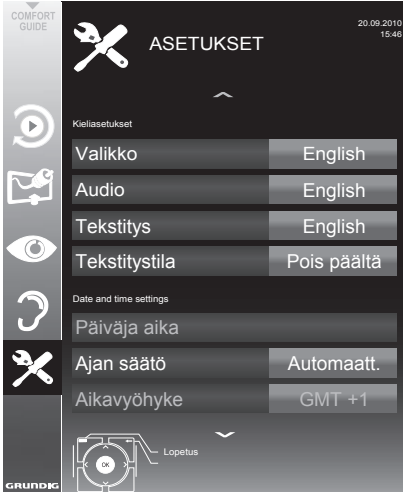 COMFORT
GUIDE
ASETUKSET
20.09.2010
15:46
Kieliasetukset
Valikko English
Audio English
Tekstitys English
Tekstitystila Pois päältä
Date and time settings
Päiväja aika
Ajan säätö Automaatt.
Aikavyöhyke GMT +1
OK
Lopetus
GRUNDIG